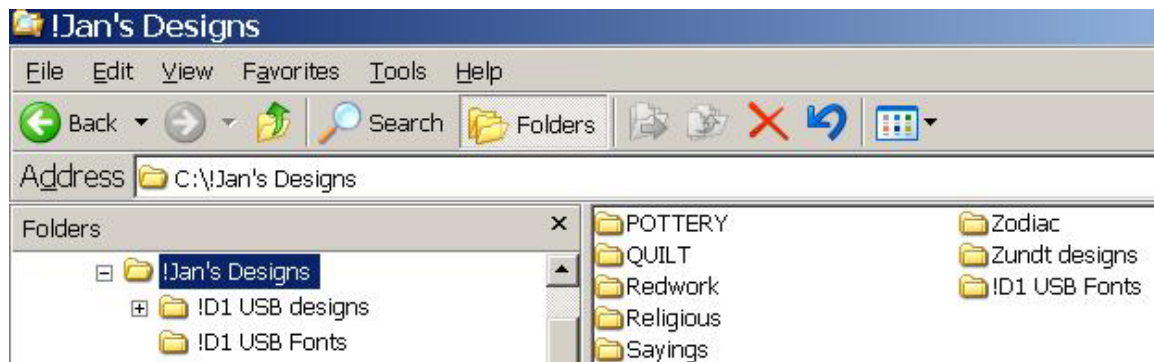 !Jan's Designs
File Edit View Favorites Tools Help
Back Search Folders
Address C:\!Jan's Designs
Folders
!Jan's Designs
!D1 USB designs
!D1 USB Fonts
POTTERY
QUILT
Redwork
Religious
Sayings
Zodiac
Zundt designs
!D1 USB Fonts